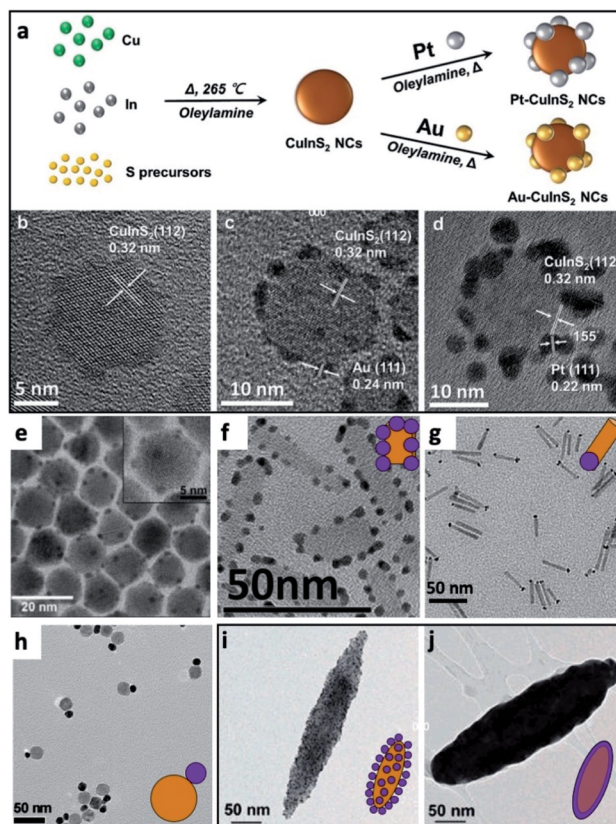 a
Cu
In
S precursors
Δ, 265 ℃
Oleylamine
CuInS₂ NCs
Pt
Oleylamine, Δ
Au
Oleylamine, Δ
Pt-CuInS₂ NCs
Au-CuInS₂ NCs
b
CuInS₂(112)
0.32 nm
5 nm
c
CuInS₂(112)
0.32 nm
Au (111)
0.24 nm
10 nm
d
CuInS₂(112)
0.32 nm
155°
Pt (111)
0.22 nm
10 nm
e
5 nm
20 nm
f
50nm
g
50 nm
h
50 nm
i
50 nm
j
50 nm